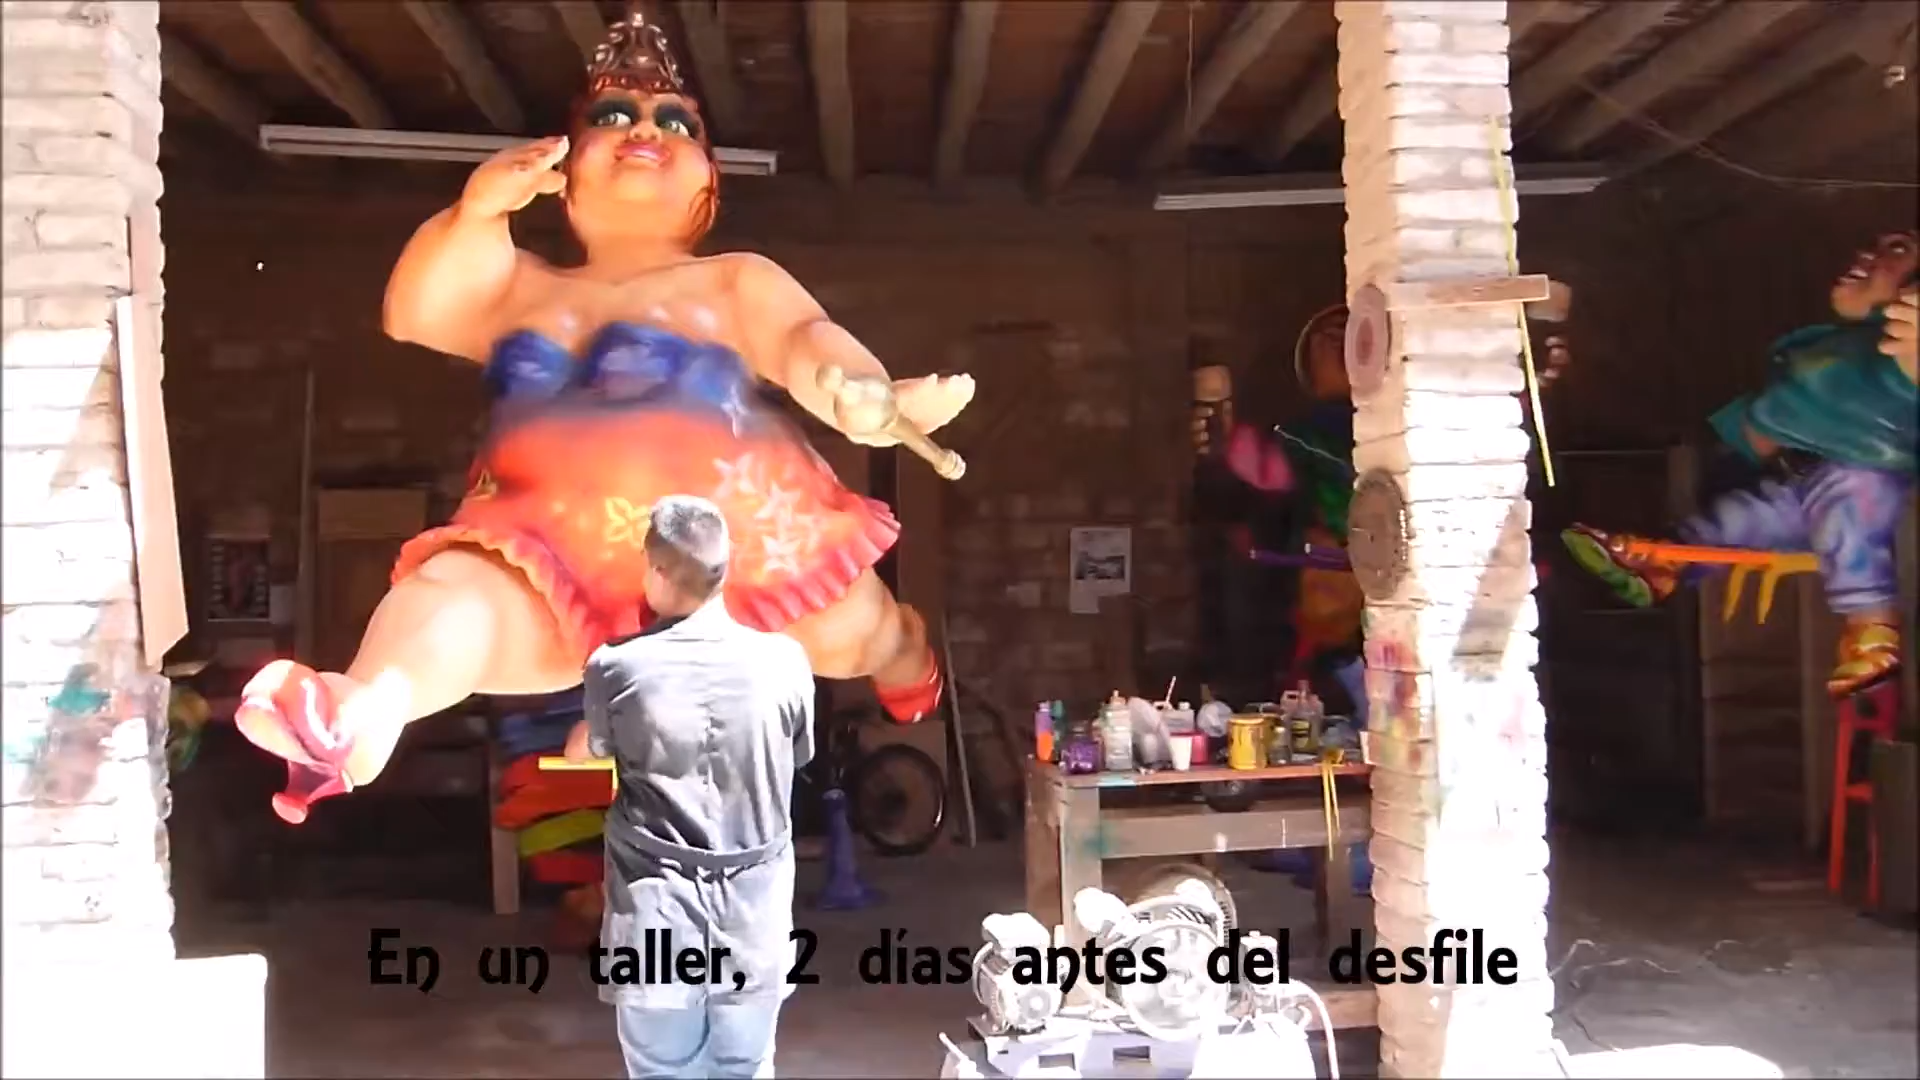 En un taller, 2 días antes del desfile